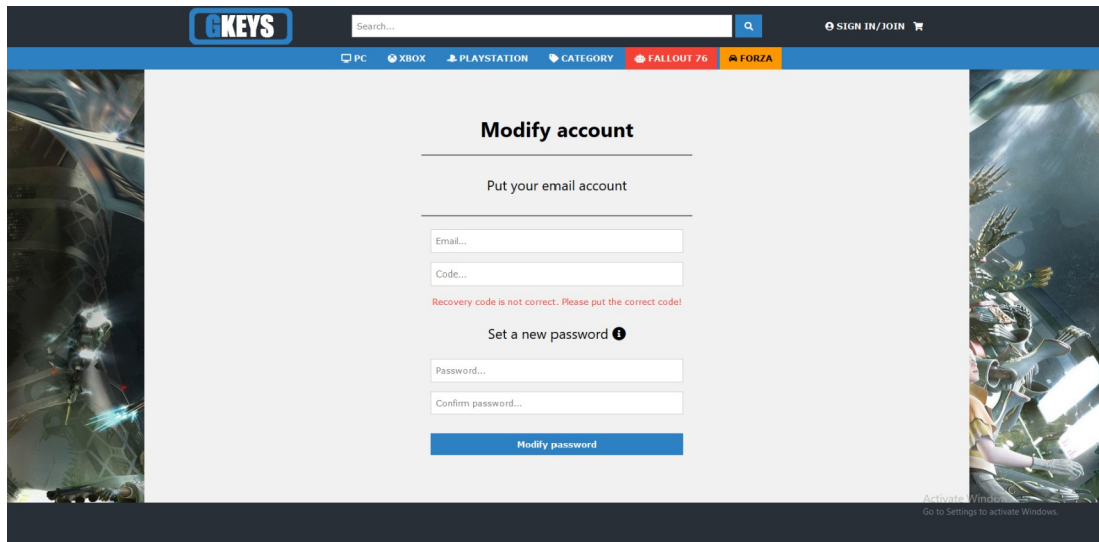 GKEYS
Search...
SIGN IN/JOIN
PC XBOX PLAYSTATION CATEGORY FALLOUT 76 FORZA
Modify account
Put your email account
Email...
Code...
Recovery code is not correct. Please put the correct code!
Set a new password
Password...
Confirm password...
Modify password
Activate Windows
Go to Settings to activate Windows.